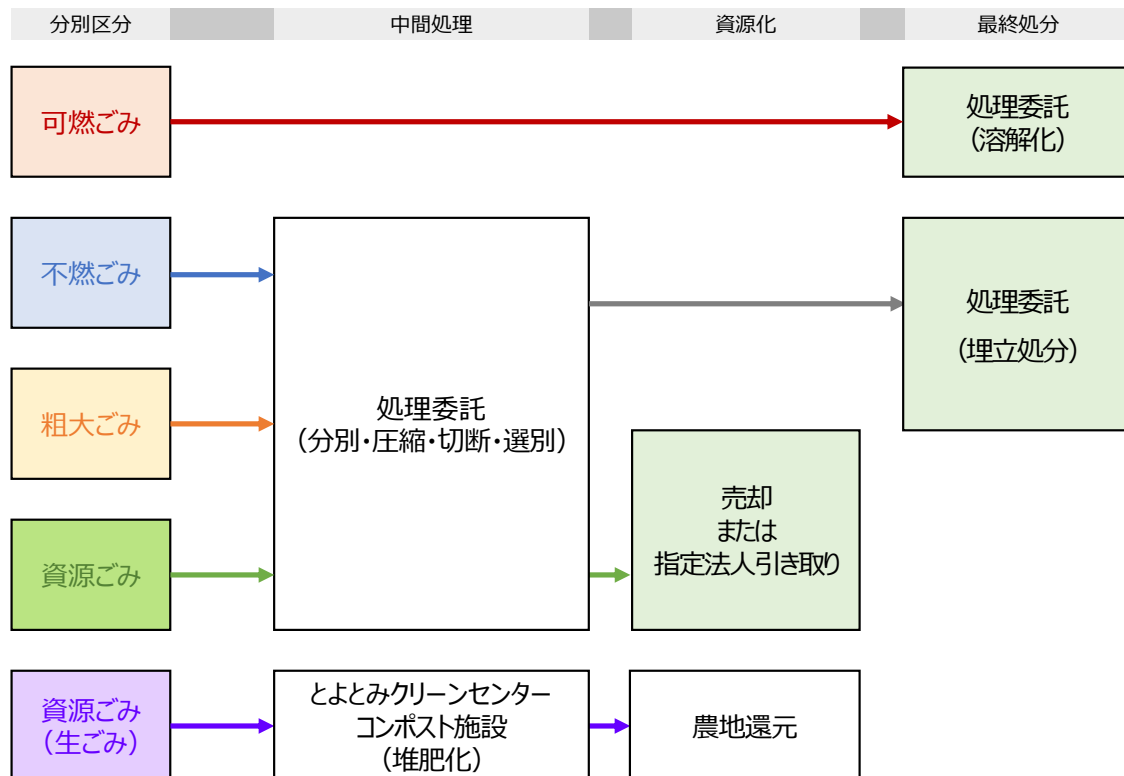 分別区分
中間処理
資源化
最終処分
可燃ごみ
処理委託
（溶解化）
不燃ごみ
粗大ごみ
資源ごみ
処理委託
（分別・圧縮・切断・選別）
処理委託
（埋立処分）
売却
または
指定法人引き取り
資源ごみ
（生ごみ）
とよとみクリーンセンター
コンポスト施設
（堆肥化）
農地還元